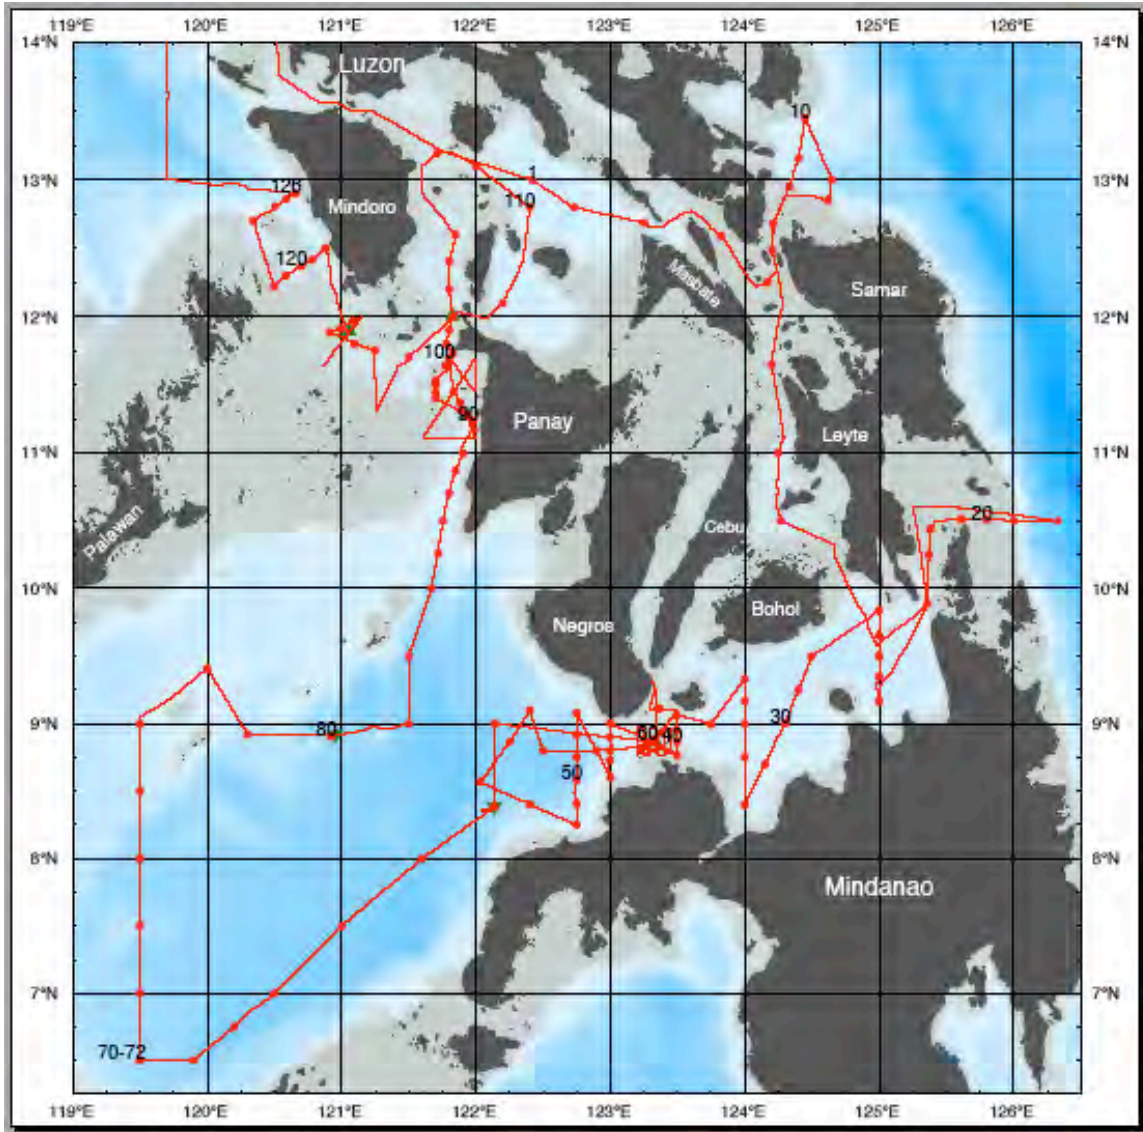 119°E 120°E 121°E 122°E 123°E 124°E 125°E 126°E
14°N 14°N
Luzon
10
13°N 128 1 13°N
110
Mindoro
120
Masbate
Samar
12°N 12°N
100
90
Panay
Leyte
11°N 11°N
Palawan
20
Cebu
10°N 10°N
Bohol
Negros
9°N 80 60 40 30 9°N
50
8°N 8°N
Mindanao
7°N 7°N
70-72
119°E 120°E 121°E 122°E 123°E 124°E 125°E 126°E